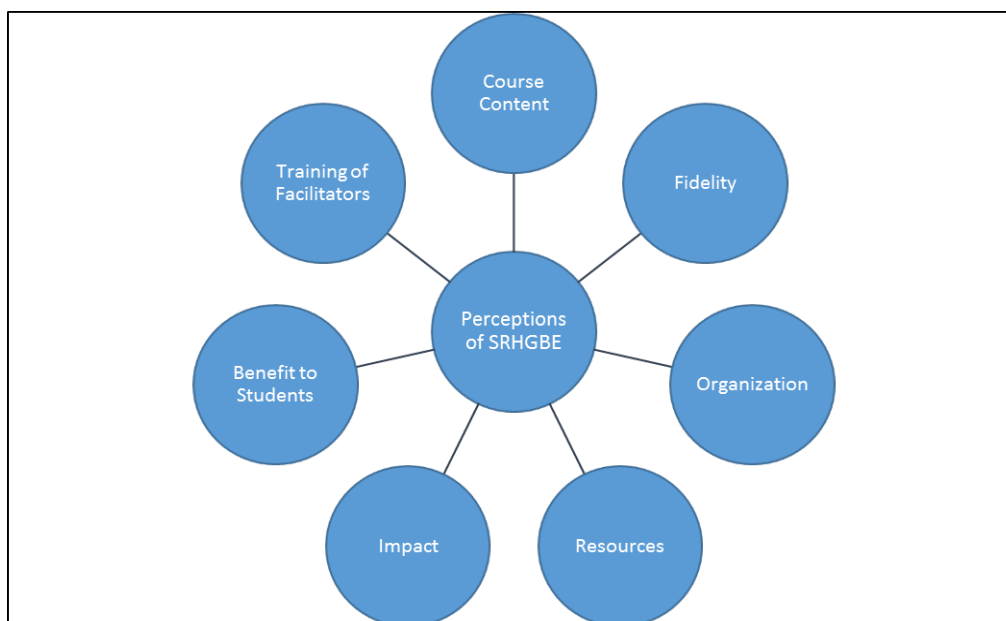 Course
Content
Training of
Facilitators
Fidelity
Perceptions
of SRHGBE
Benefit to
Students
Organization
Impact
Resources